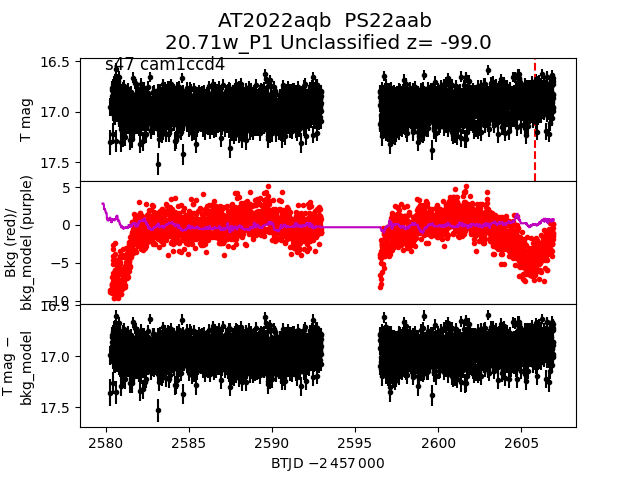 AT2022aqb PS22aab
20.71w_P1 Unclassified z= -99.0
s47 cam1ccd4
16.5
17.0
17.5
T mag
5
0
−5
−10
Bkg (red)/
bkg_model (purple)
16.5
17.0
17.5
T mag −
bkg_model
2580 2585 2590 2595 2600 2605
BTJD −2 457 000